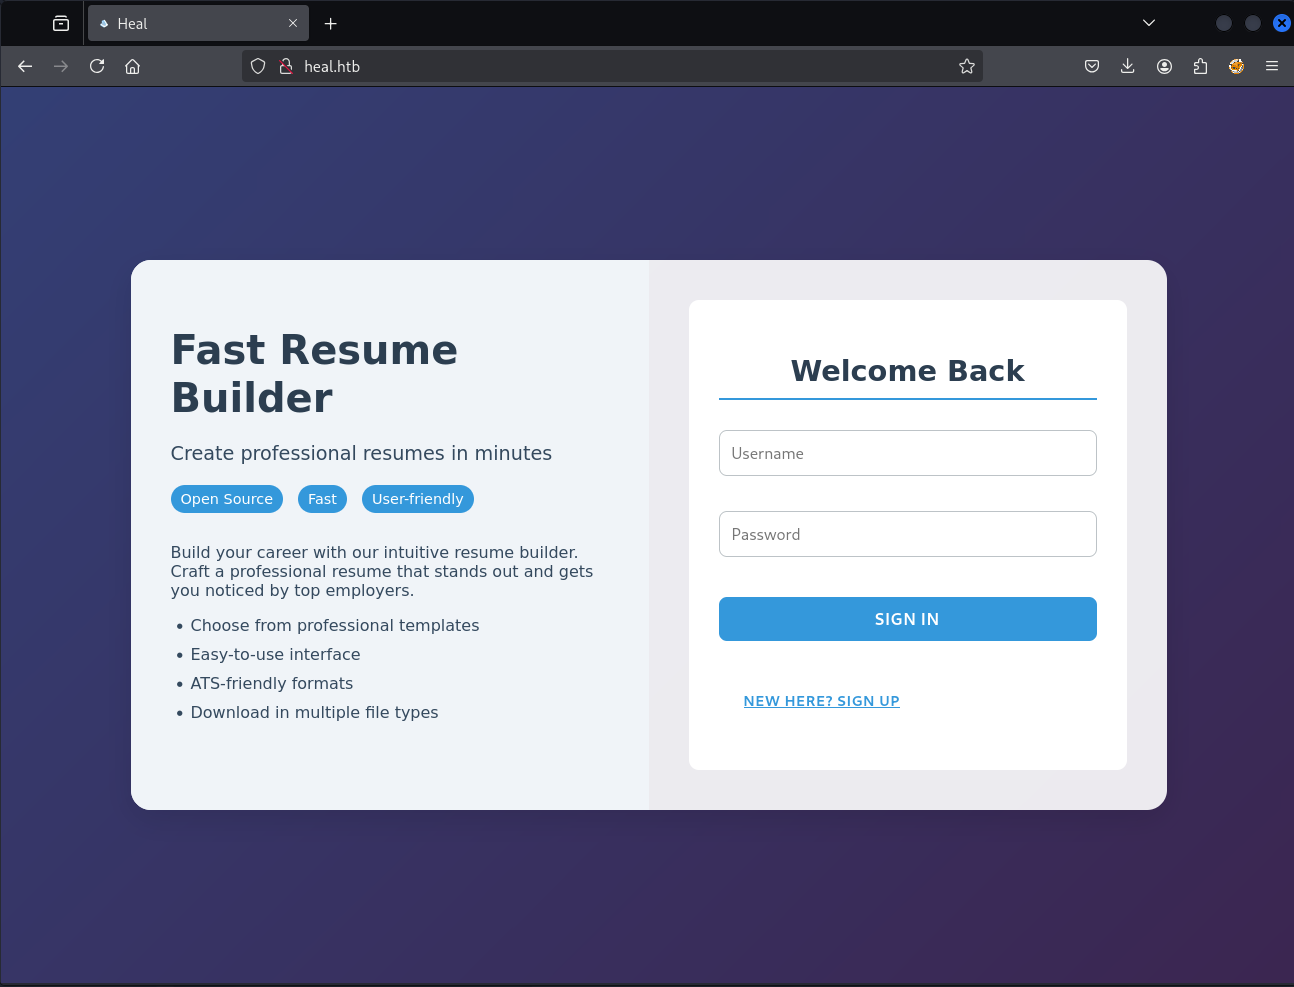 Heal
heal.htb
Fast Resume
Builder
Create professional resumes in minutes
Open Source Fast User-friendly
Build your career with our intuitive resume builder.
Craft a professional resume that stands out and gets
you noticed by top employers.
• Choose from professional templates
• Easy-to-use interface
• ATS-friendly formats
• Download in multiple file types
Welcome Back
Username
Password
SIGN IN
NEW HERE? SIGN UP